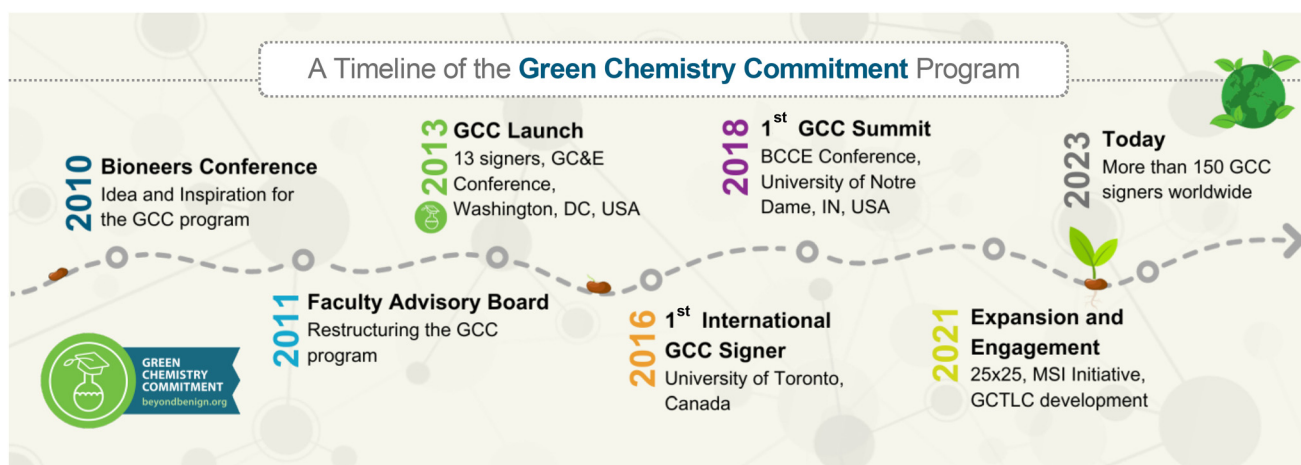 A Timeline of the Green Chemistry Commitment Program
2010
Bioneers Conference
Idea and Inspiration for
the GCC program
2011
Faculty Advisory Board
Restructuring the GCC
program
2013
GCC Launch
13 signers, GC&E
Conference,
Washington, DC, USA
2016
1st International
GCC Signer
University of Toronto,
Canada
2018
1st GCC Summit
BCCE Conference,
University of Notre
Dame, IN, USA
2021
Expansion and
Engagement
25x25, MSI Initiative,
GCTLC development
2023
Today
More than 150 GCC
signers worldwide
GREEN
CHEMISTRY
COMMITMENT
beyondbenign.org